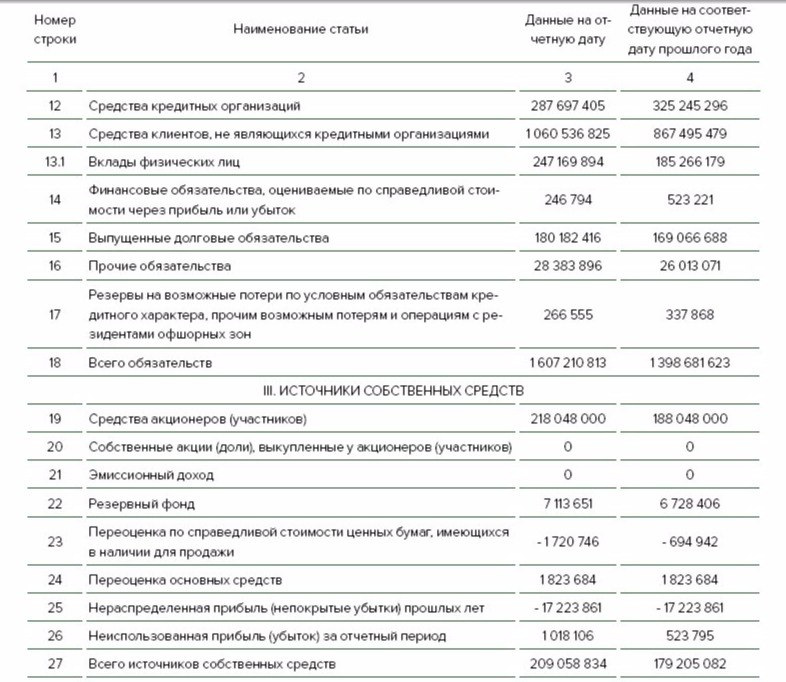 Номер строки | Наименование статьи | Данные на от-четную дату | Данные на соответ-ствующую отчетную дату прошлого года
1 | 2 | 3 | 4
12 | Средства кредитных организаций | 287 697 405 | 325 245 296
13 | Средства клиентов, не являющихся кредитными организациями | 1 060 536 825 | 867 495 479
13.1 | Вклады физических лиц | 247 169 894 | 185 266 179
14 | Финансовые обязательства, оцениваемые по справедливой стои-
мости через прибыль или убыток | 246 794 | 523 221
15 | Выпущенные долговые обязательства | 180 182 416 | 169 066 688
16 | Прочие обязательства | 28 383 896 | 26 013 071
17 | Резервы на возможные потери по условным обязательствам кре-
дитного характера, прочим возможным потерям и операциям с ре-
зидентами офшорных зон | 266 555 | 337 868
18 | Всего обязательств | 1 607 210 813 | 1 398 681 623
III. ИСТОЧНИКИ СОБСТВЕННЫХ СРЕДСТВ
19 | Средства акционеров (участников) | 218 048 000 | 188 048 000
20 | Собственные акции (доли), выкупленные у акционеров (участников) | 0 | 0
21 | Эмиссионный доход | 0 | 0
22 | Резервный фонд | 7 113 651 | 6 728 406
23 | Переоценка по справедливой стоимости ценных бумаг, имеющихся
в наличии для продажи | - 1 720 746 | - 694 942
24 | Переоценка основных средств | 1 823 684 | 1 823 684
25 | Нераспределенная прибыль (непокрытые убытки) прошлых лет | - 17 223 861 | - 17 223 861
26 | Неиспользованная прибыль (убыток) за отчетный период | 1 018 106 | 523 795
27 | Всего источников собственных средств | 209 058 834 | 179 205 082